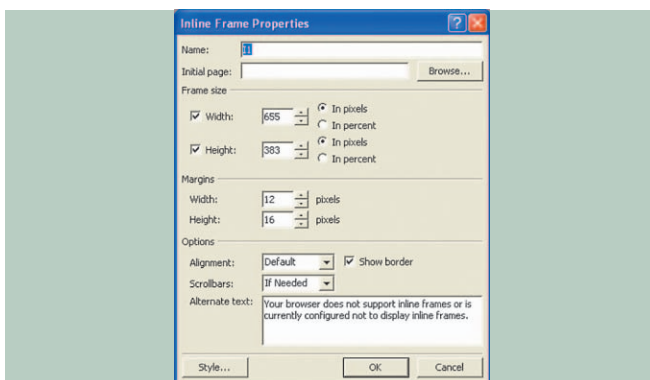 Inline Frame Properties
Name: I1
Initial page: Browse...
Frame size
Width: 655 In pixels
In percent
Height: 383 In pixels
In percent
Margins
Width: 12 pixels
Height: 16 pixels
Options
Alignment: Default Show border
Scrollbars: If Needed
Alternate text: Your browser does not support inline frames or is
currently configured not to display inline frames.
Style... OK Cancel